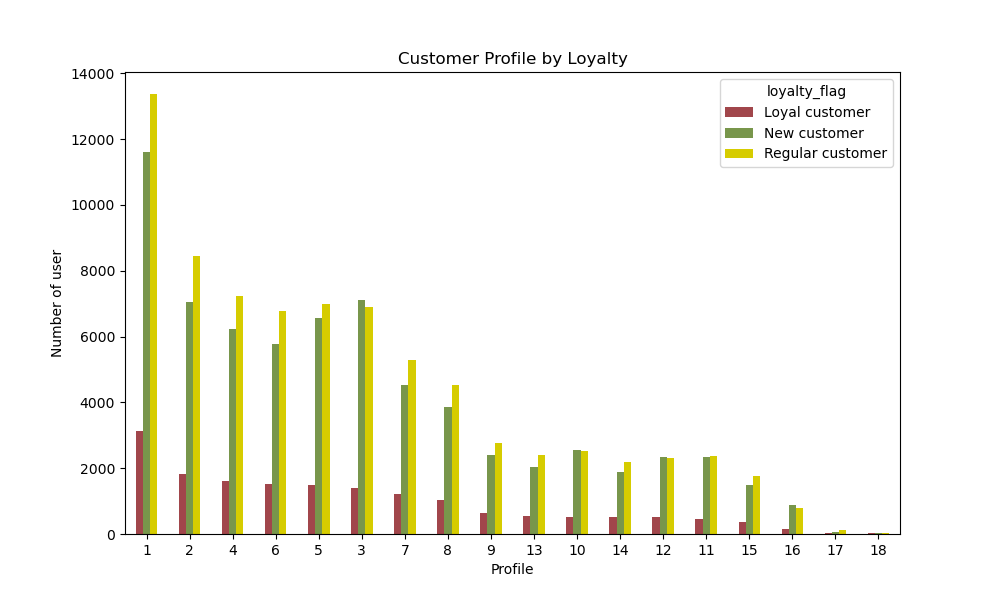 Customer Profile by Loyalty
loyalty_flag
Loyal customer
New customer
Regular customer
Number of user
14000
12000
10000
8000
6000
4000
2000
0
1 2 4 6 5 3 7 8 9 13 10 14 12 11 15 16 17 18
Profile